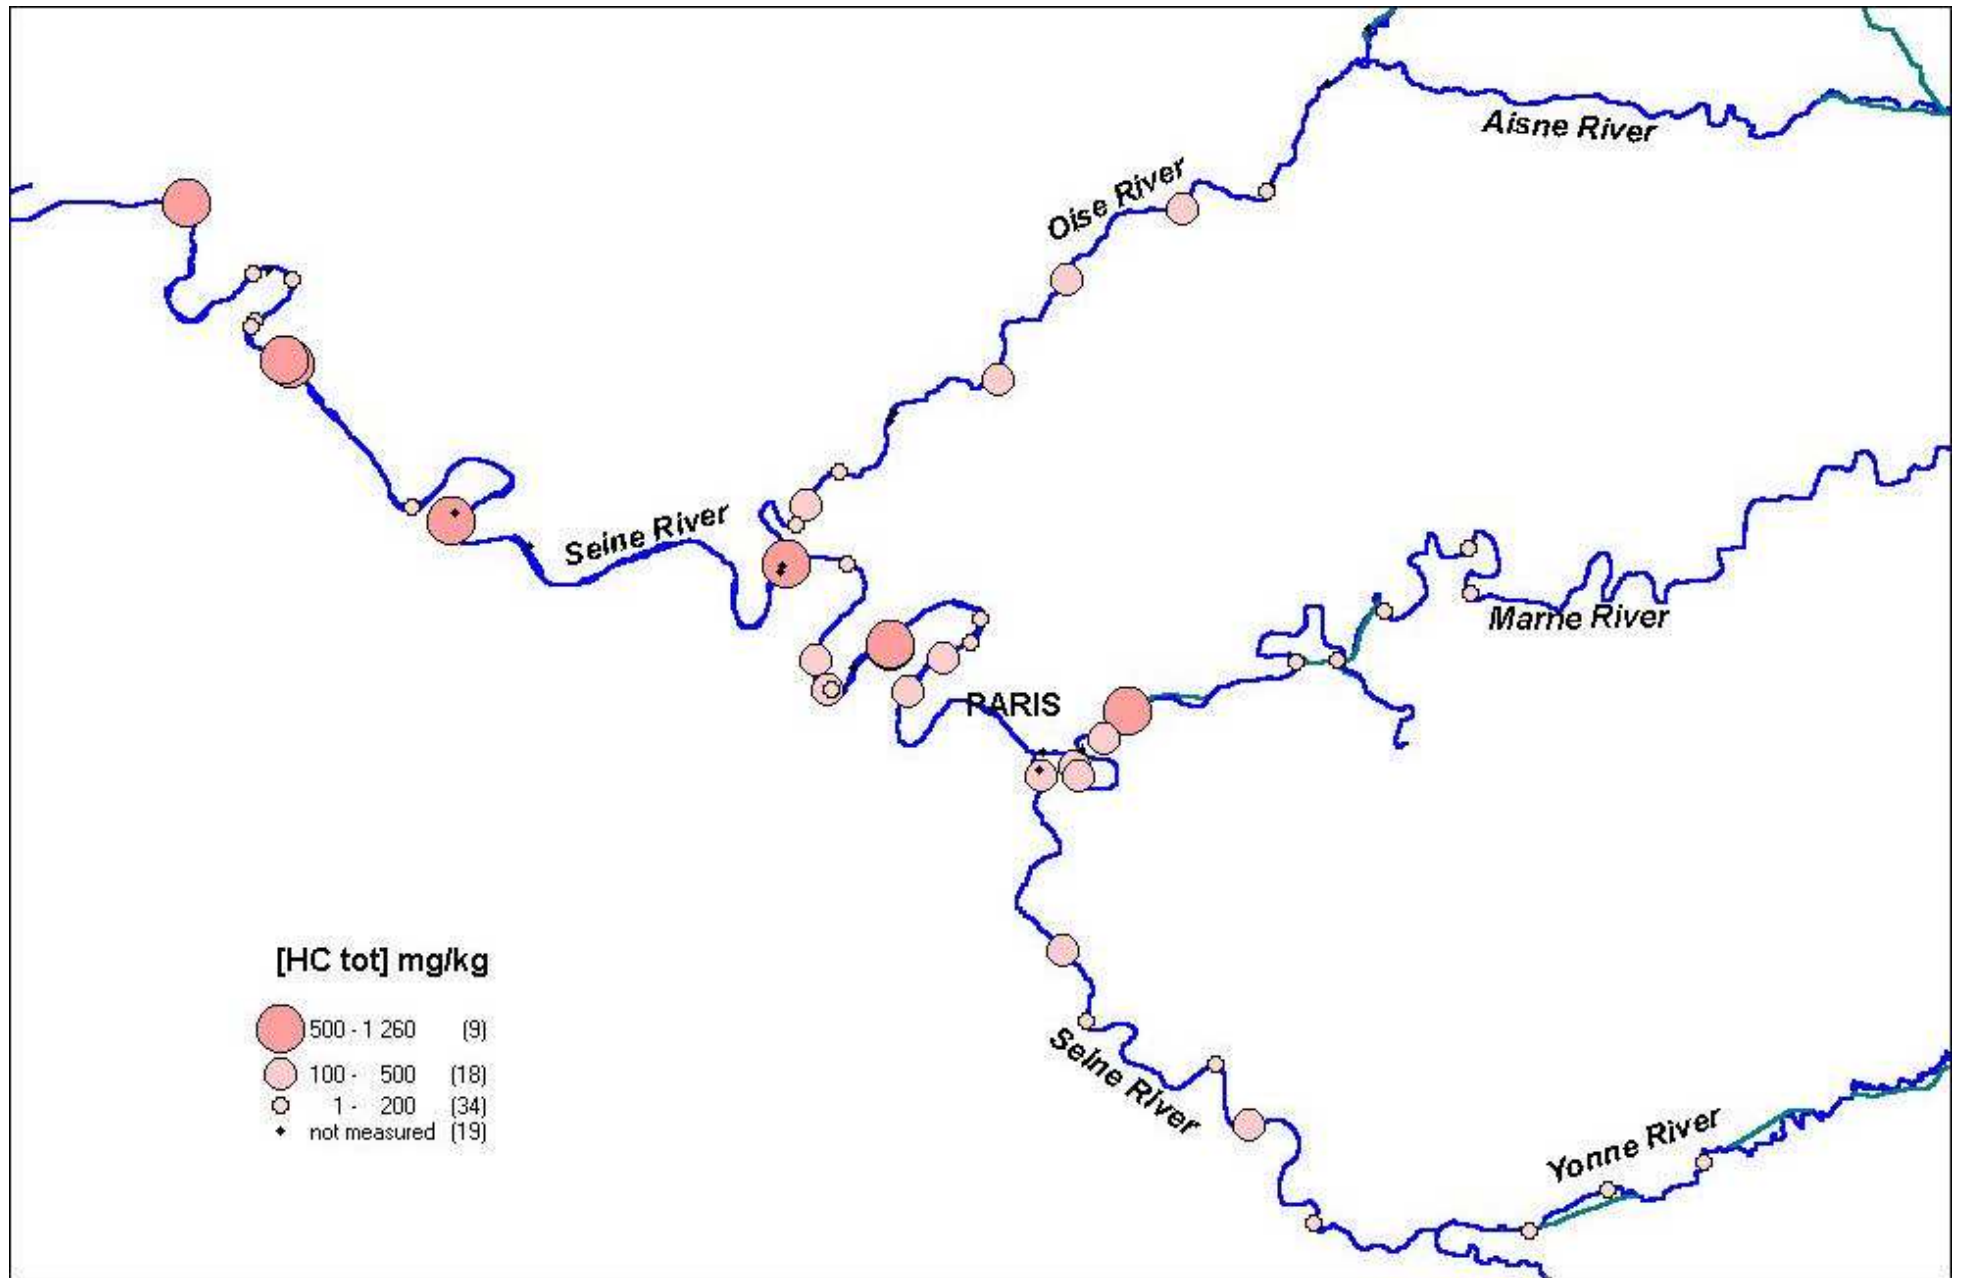 Aisne River
Oise River
Seine River
Marne River
PARIS
[HC tot] mg/kg
500 - 1 260 (9)
100 - 500 (18)
1 - 200 (34)
not measured (19)
Seine River
Yonne River